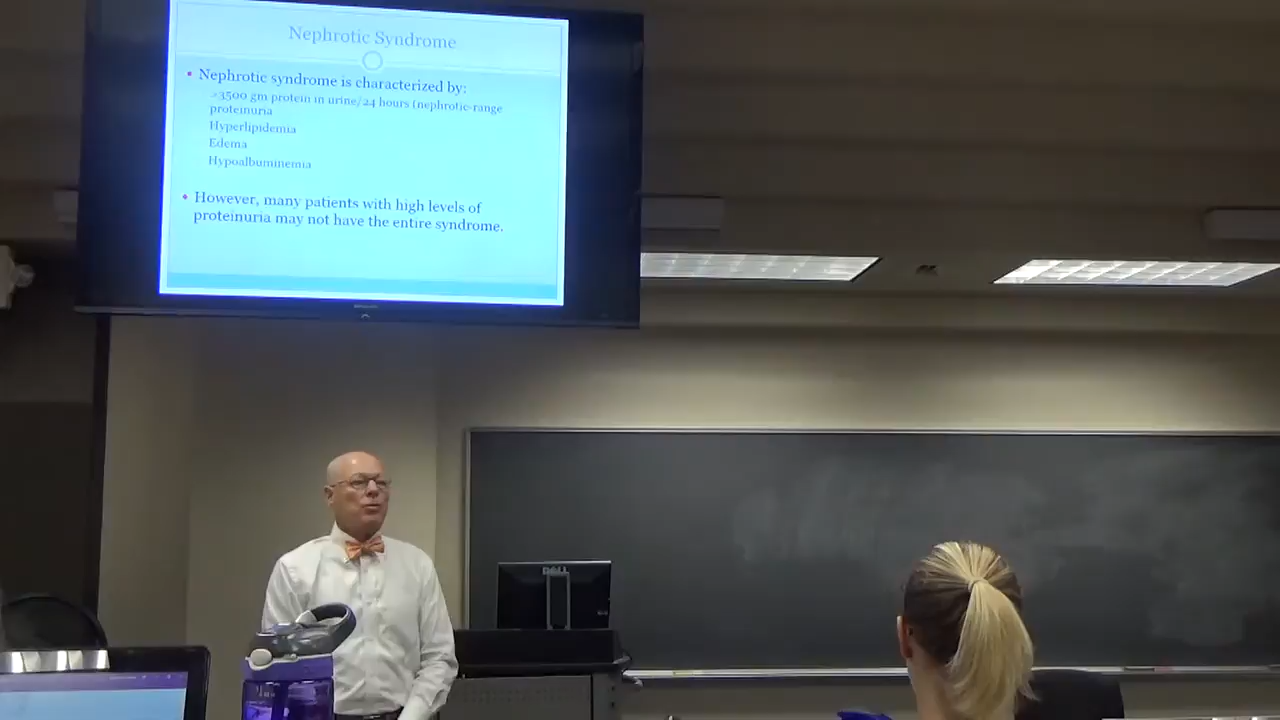 Nephrotic Syndrome
Nephrotic syndrome is characterized by:
>3500 gm protein in urine/24 hours (nephrotic-range
proteinuria
Hyperlipidemia
Edema
Hypoalbuminemia
However, many patients with high levels of
proteinuria may not have the entire syndrome.
DELL